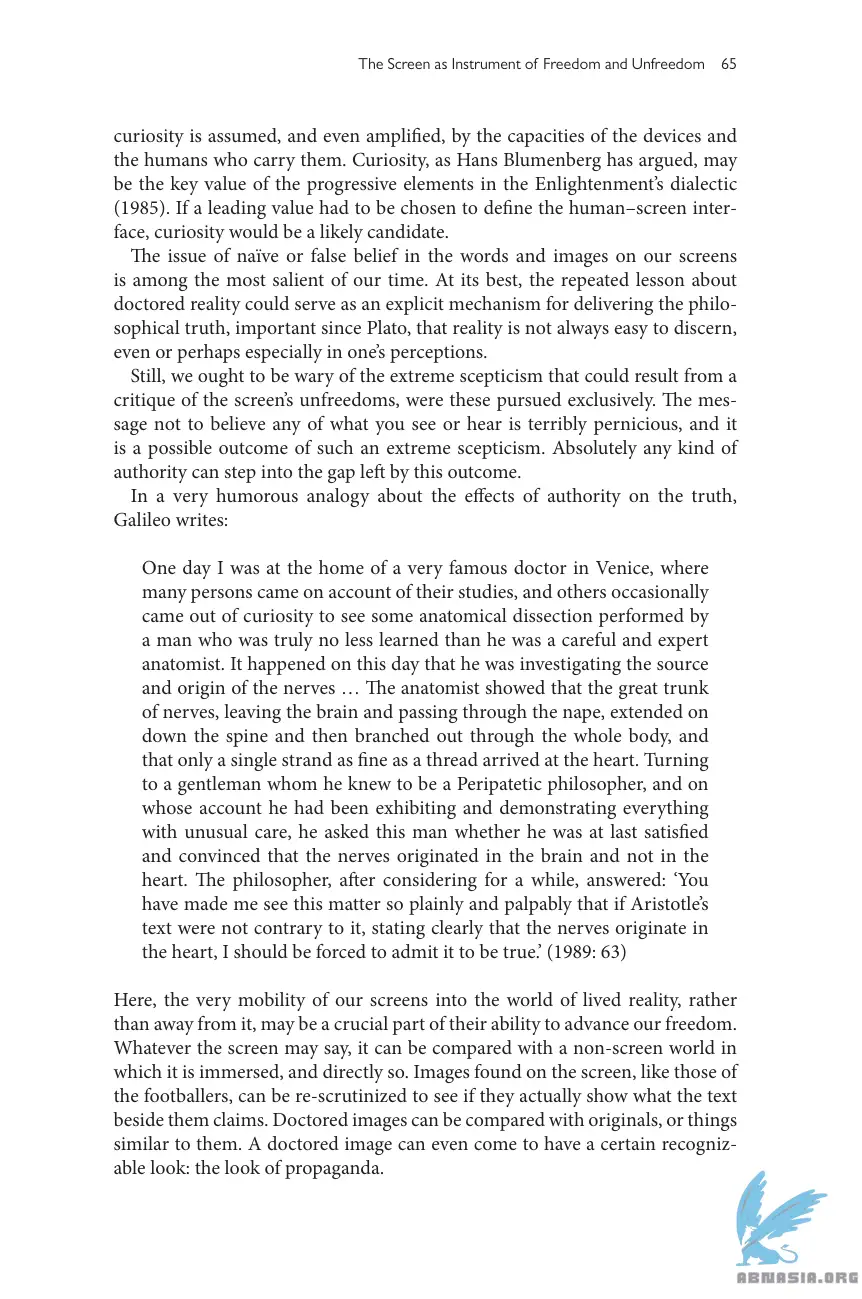 The Screen as Instrument of Freedom and Unfreedom 65
curiosity is assumed, and even amplified, by the capacities of the devices and
the humans who carry them. Curiosity, as Hans Blumenberg has argued, may
be the key value of the progressive elements in the Enlightenment’s dialectic
(1985). If a leading value had to be chosen to define the human–screen inter-
face, curiosity would be a likely candidate.
The issue of naïve or false belief in the words and images on our screens
is among the most salient of our time. At its best, the repeated lesson about
doctored reality could serve as an explicit mechanism for delivering the philo-
sophical truth, important since Plato, that reality is not always easy to discern,
even or perhaps especially in one’s perceptions.
Still, we ought to be wary of the extreme scepticism that could result from a
critique of the screen’s unfreedoms, were these pursued exclusively. The mes-
sage not to believe any of what you see or hear is terribly pernicious, and it
is a possible outcome of such an extreme scepticism. Absolutely any kind of
authority can step into the gap left by this outcome.
In a very humorous analogy about the effects of authority on the truth,
Galileo writes:
One day I was at the home of a very famous doctor in Venice, where
many persons came on account of their studies, and others occasionally
came out of curiosity to see some anatomical dissection performed by
a man who was truly no less learned than he was a careful and expert
anatomist. It happened on this day that he was investigating the source
and origin of the nerves … The anatomist showed that the great trunk
of nerves, leaving the brain and passing through the nape, extended on
down the spine and then branched out through the whole body, and
that only a single strand as fine as a thread arrived at the heart. Turning
to a gentleman whom he knew to be a Peripatetic philosopher, and on
whose account he had been exhibiting and demonstrating everything
with unusual care, he asked this man whether he was at last satisfied
and convinced that the nerves originated in the brain and not in the
heart. The philosopher, after considering for a while, answered: ‘You
have made me see this matter so plainly and palpably that if Aristotle’s
text were not contrary to it, stating clearly that the nerves originate in
the heart, I should be forced to admit it to be true.’ (1989: 63)
Here, the very mobility of our screens into the world of lived reality, rather
than away from it, may be a crucial part of their ability to advance our freedom.
Whatever the screen may say, it can be compared with a non-screen world in
which it is immersed, and directly so. Images found on the screen, like those of
the footballers, can be re-scrutinized to see if they actually show what the text
beside them claims. Doctored images can be compared with originals, or things
similar to them. A doctored image can even come to have a certain recogniz-
able look: the look of propaganda.
ABNASIA.ORG